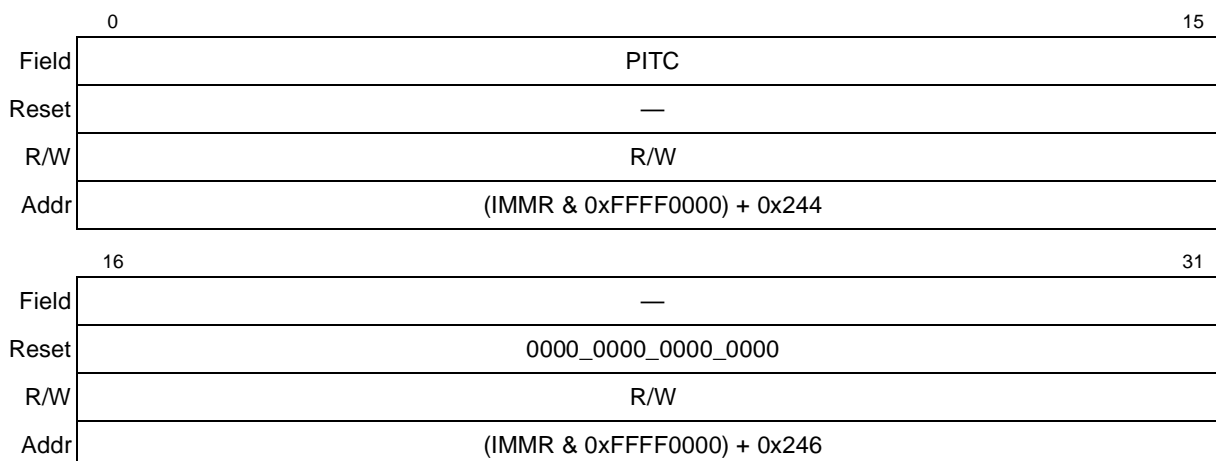 0 15
Field PITC
Reset —
R/W R/W
Addr (IMMR & 0xFFFF0000) + 0x244
16 31
Field —
Reset 0000_0000_0000_0000
R/W R/W
Addr (IMMR & 0xFFFF0000) + 0x246